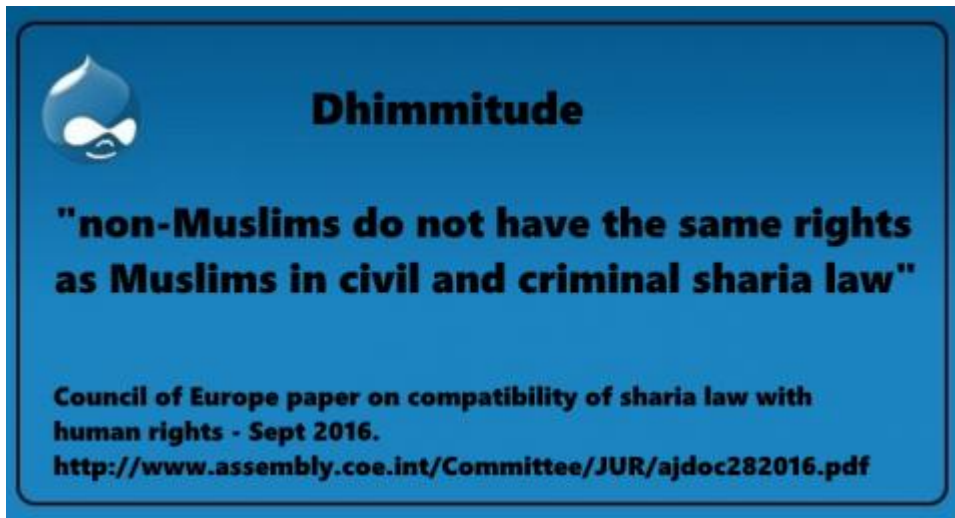 Dhimmitude
"non-Muslims do not have the same rights
as Muslims in civil and criminal sharia law"
Council of Europe paper on compatibility of sharia law with
human rights - Sept 2016.
http://www.assembly.coe.int/Committee/JUR/ajdoc282016.pdf